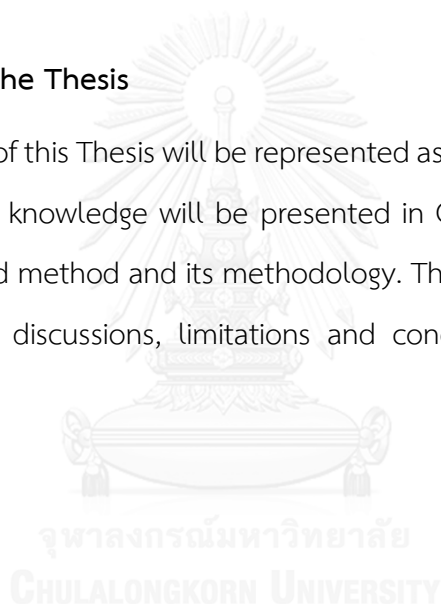 he Thesis
of this Thesis will be represented as
knowledge will be presented in
d method and its methodology. Th
discussions, limitations and con
จุฬาลงกรณ์มหาวิทยาลัย
CHULALONGKORN UNIVERSITY